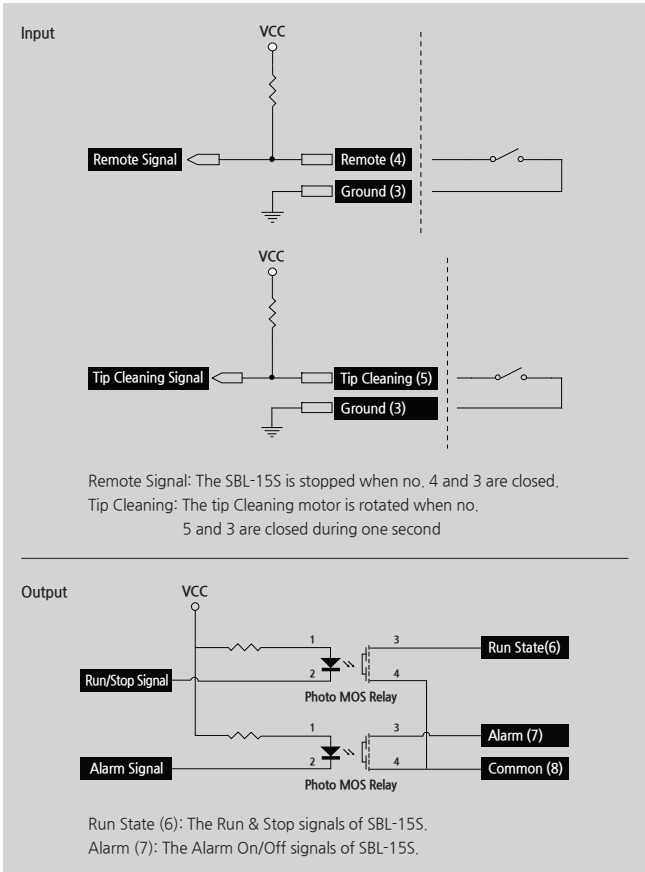 Input
VCC
Remote Signal
Remote (4)
Ground (3)
VCC
Tip Cleaning Signal
Tip Cleaning (5)
Ground (3)
Remote Signal: The SBL-15S is stopped when no. 4 and 3 are closed.
Tip Cleaning: The tip Cleaning motor is rotated when no.
5 and 3 are closed during one second
Output
VCC
1
3
Run State(6)
2
4
Run/Stop Signal
Photo MOS Relay
1
3
Alarm (7)
2
4
Alarm Signal
Common (8)
Photo MOS Relay
Run State (6): The Run & Stop signals of SBL-15S.
Alarm (7): The Alarm On/Off signals of SBL-15S.